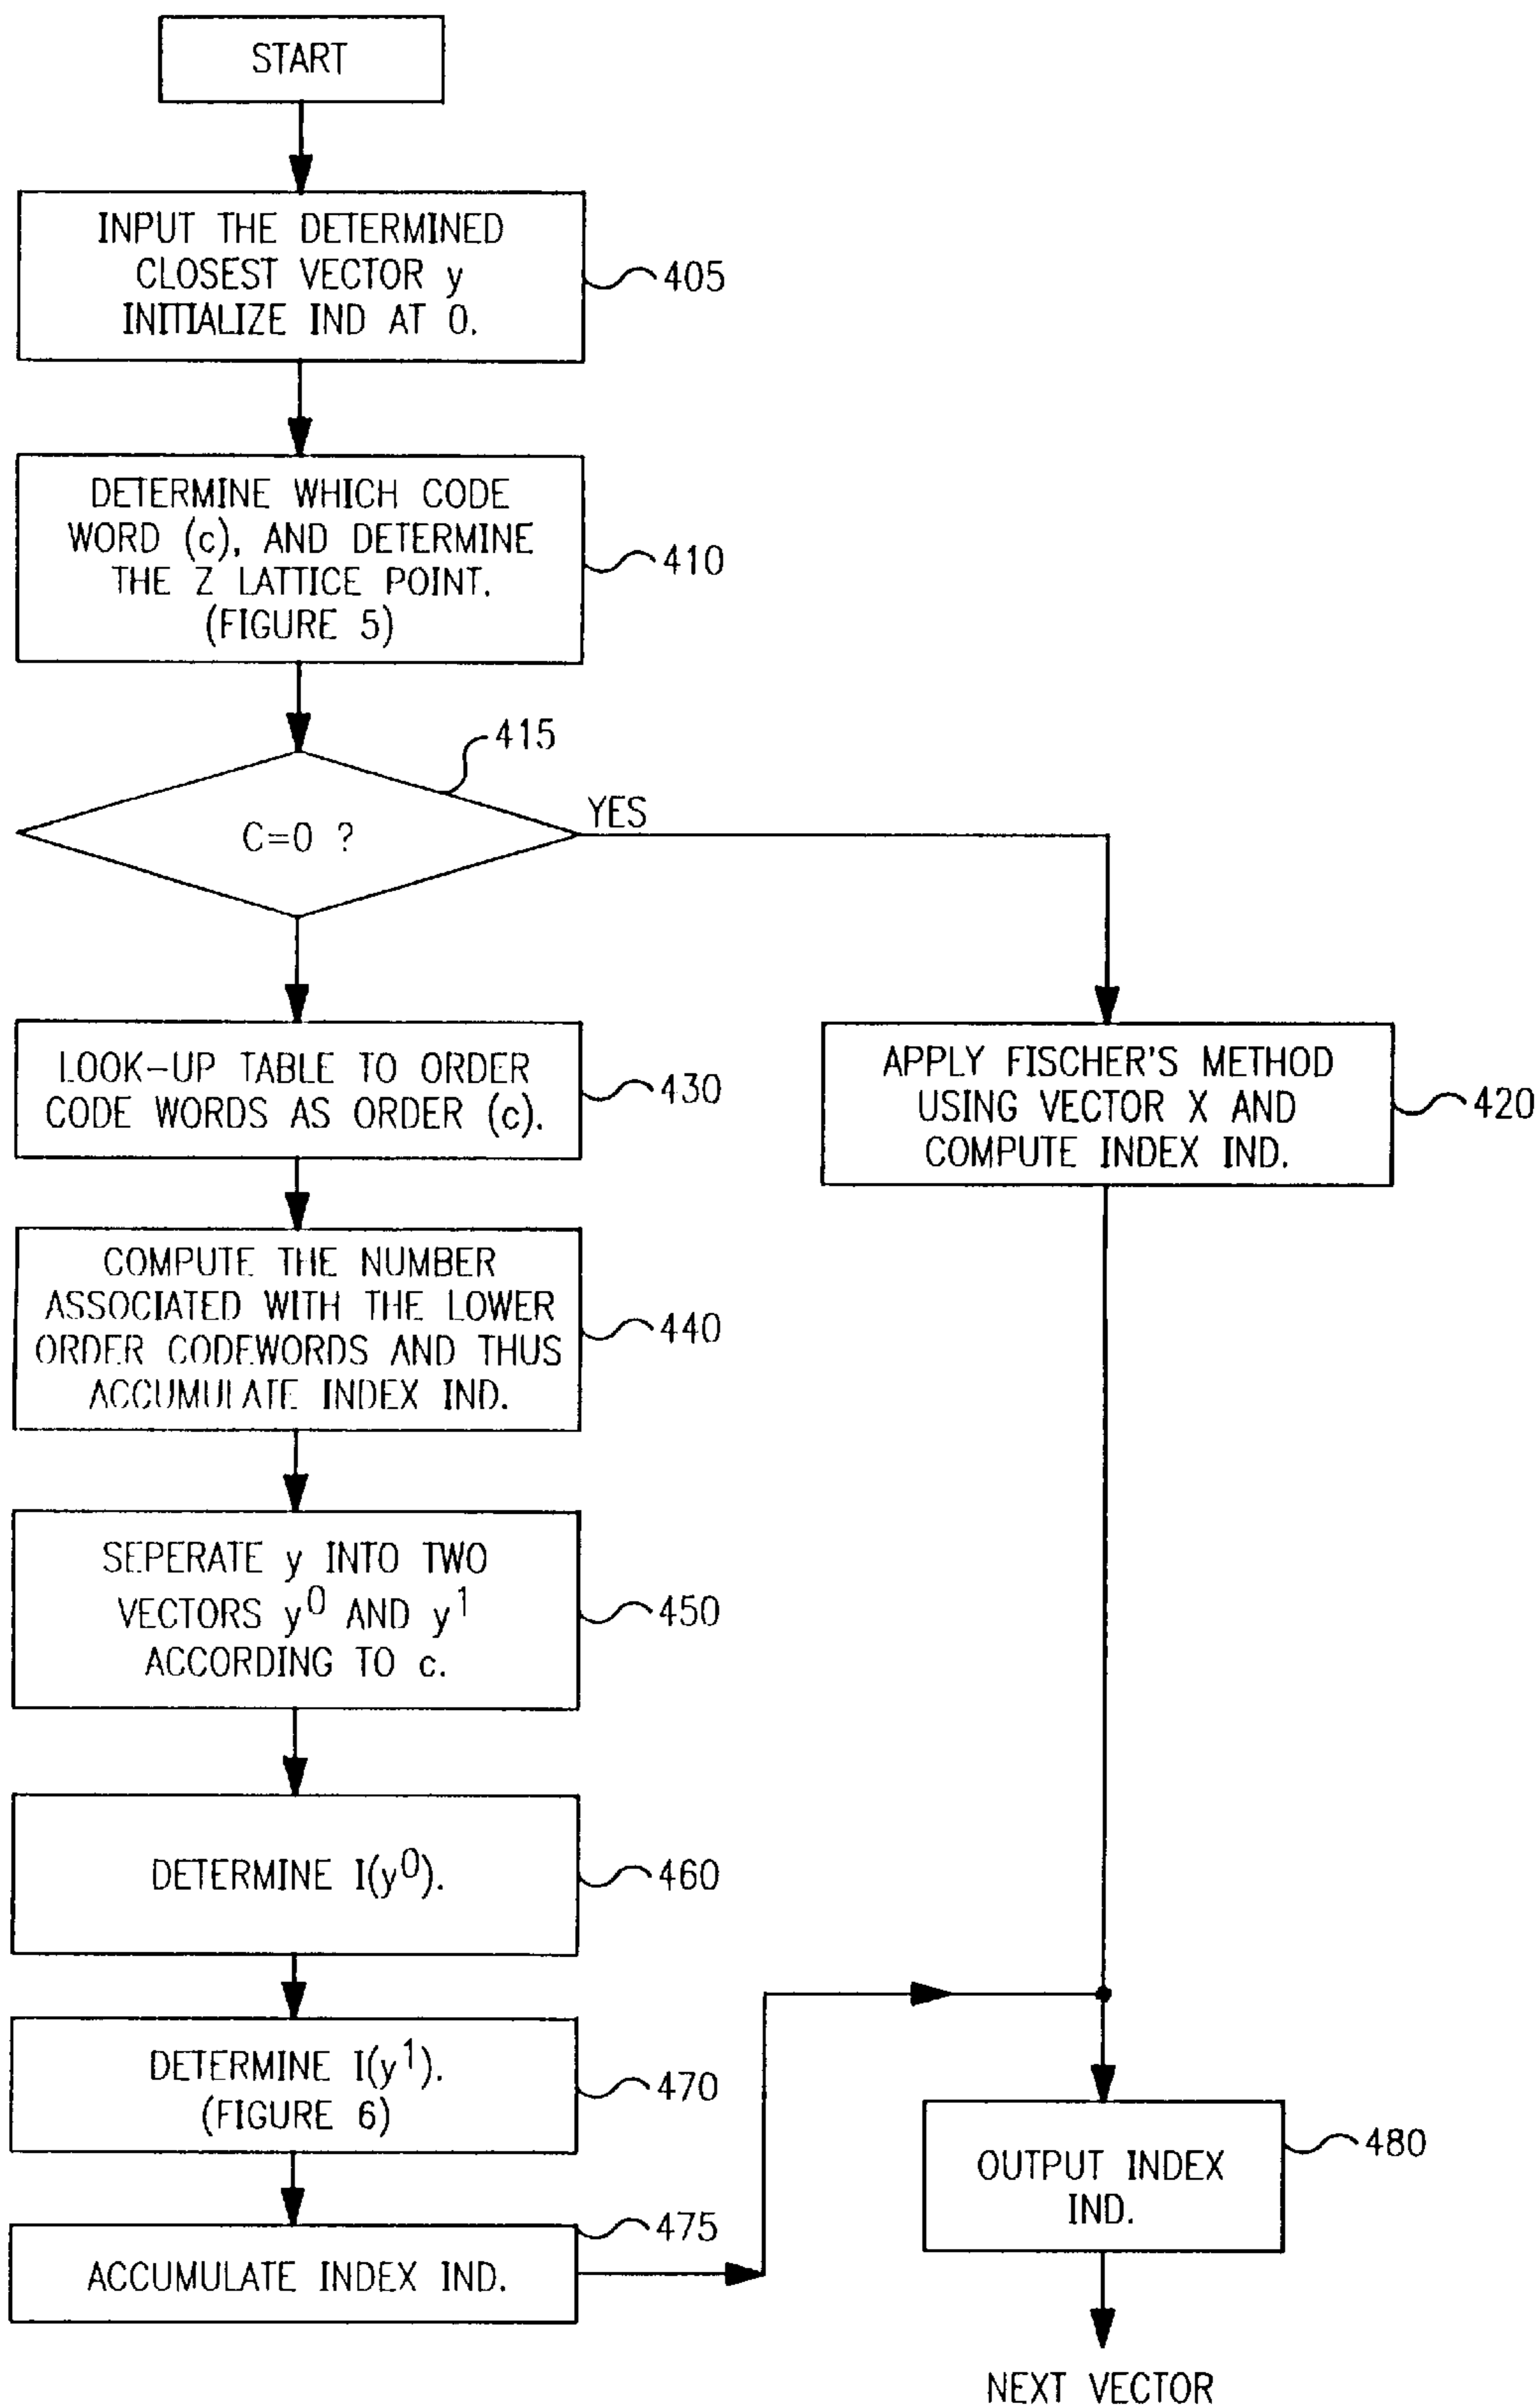 START
INPUT THE DETERMINED
CLOSEST VECTOR y
INITIALIZE IND AT 0.
405
DETERMINE WHICH CODE
WORD (c), AND DETERMINE
THE Z LATTICE POINT.
(FIGURE 5)
410
415
C=0 ?
YES
LOOK-UP TABLE TO ORDER
CODE WORDS AS ORDER (c).
430
APPLY FISCHER'S METHOD
USING VECTOR X AND
COMPUTE INDEX IND.
420
COMPUTE THE NUMBER
ASSOCIATED WITH THE LOWER
ORDER CODEWORDS AND THUS
ACCUMULATE INDEX IND.
440
SEPERATE y INTO TWO
VECTORS y⁰ AND y¹
ACCORDING TO c.
450
DETERMINE I(y⁰).
460
DETERMINE I(y¹).
(FIGURE 6)
470
ACCUMULATE INDEX IND.
475
OUTPUT INDEX
IND.
480
NEXT VECTOR